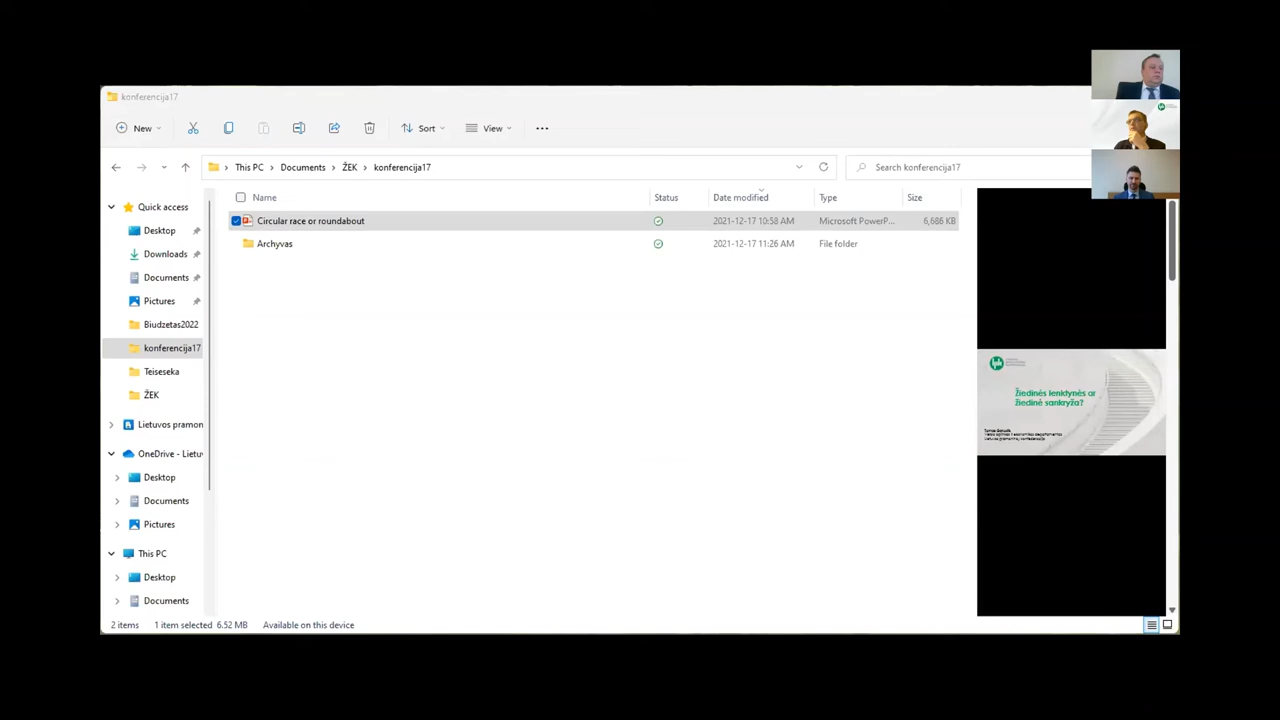 konferencija17
New
Sort
View
This PC > Documents > ŽEK > konferencija17
Search konferencija17
Name Status Date modified Type Size
Circular race or roundabout 2021-12-17 10:58 AM Microsoft PowerP... 6,686 KB
Archyvas 2021-12-17 11:26 AM File folder
Quick access
Desktop
Downloads
Documents
Pictures
Biudzetas2022
konferencija17
Teiseseka
ŽEK
Lietuvos pramon
OneDrive - Lietu
Desktop
Documents
Pictures
This PC
Desktop
Documents
Žiedinės lenktynės ar
žiedinė sankryža?
2 items 1 item selected 6.52 MB Available on this device